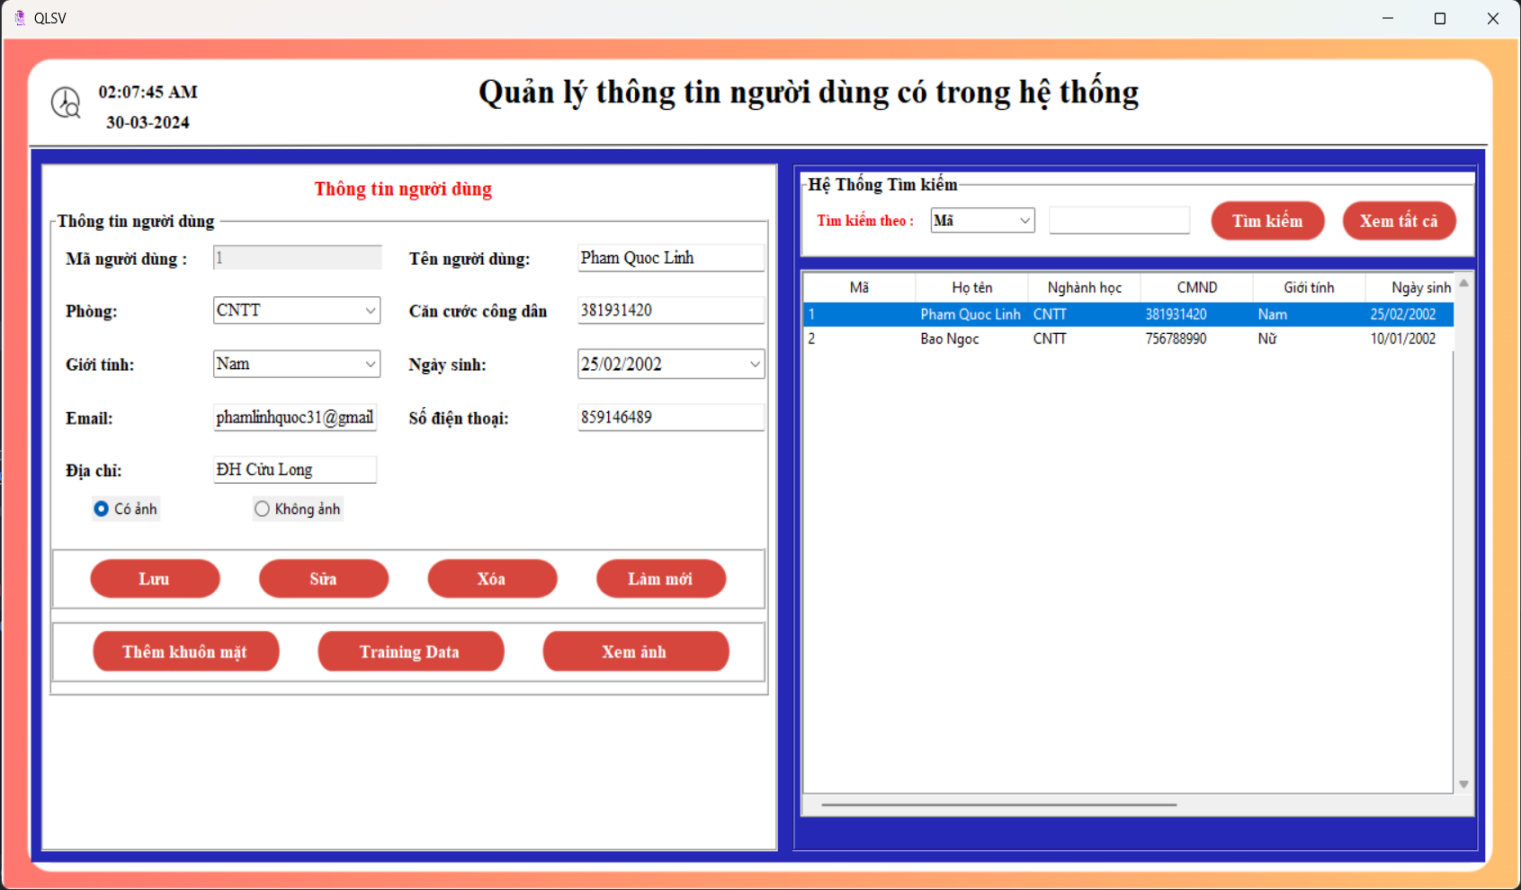 QLSV
02:07:45 AM
30-03-2024
Quản lý thông tin người dùng có trong hệ thống
Thông tin người dùng
Thông tin người dùng
Mã người dùng : 1 Tên người dùng: Pham Quoc Linh
Phòng: CNTT Căn cước công dân 381931420
Giới tính: Nam Ngày sinh: 25/02/2002
Email: phamlinhquoc31@gmail Số điện thoại: 859146489
Địa chỉ: ĐH Cửu Long
Có ảnh Không ảnh
Lưu Sửa Xóa Làm mới
Thêm khuôn mặt Training Data Xem ảnh
Hệ Thống Tìm kiếm
Tìm kiếm theo : Mã Tìm kiếm Xem tất cả
Mã Họ tên Nghành học CMND Giới tính Ngày sinh
1 Pham Quoc Linh CNTT 381931420 Nam 25/02/2002
2 Bao Ngoc CNTT 756788990 Nữ 10/01/2002